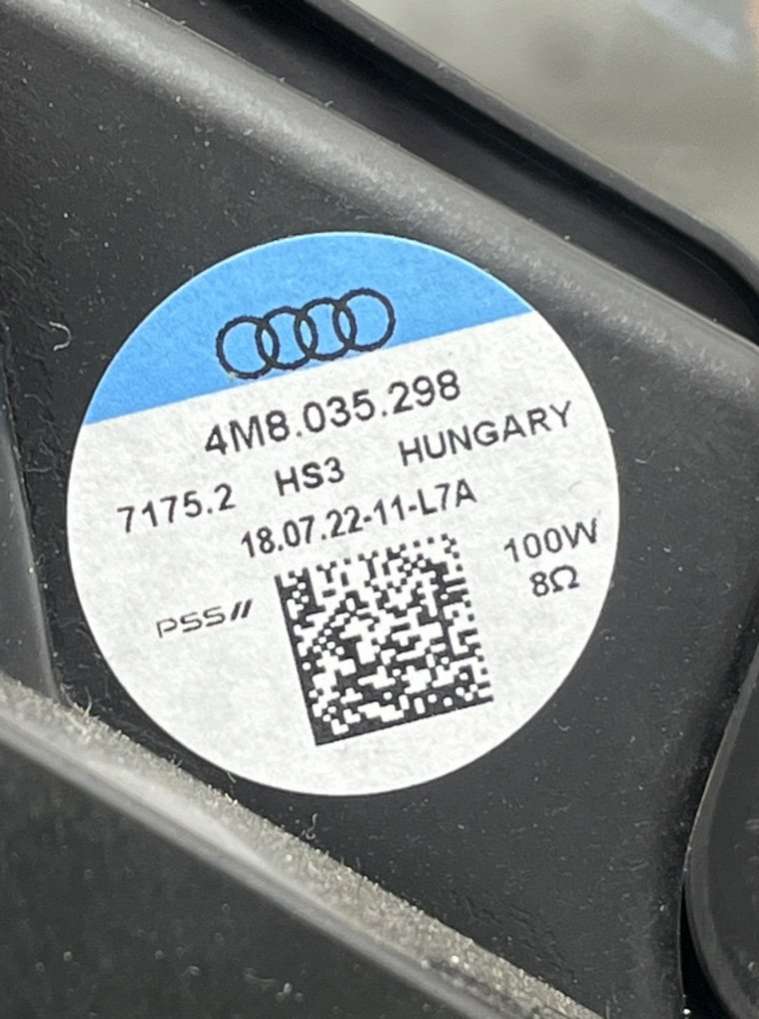 4M8.035.298
7175.2 HS3 HUNGARY
18.07.22-11-L7A
100W
8Ω
PSS//